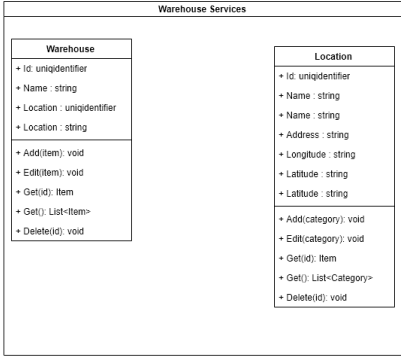 Warehouse Services
Warehouse
+ Id: uniqidentifier
+ Name : string
+ Location : uniqidentifier
+ Location : string
+ Add(item): void
+ Edit(item): void
+ Get(id): Item
+ Get(): List<Item>
+ Delete(id): void
Location
+ Id: uniqidentifier
+ Name : string
+ Name : string
+ Address : string
+ Longitude : string
+ Latitude : string
+ Latitude : string
+ Add(category): void
+ Edit(category): void
+ Get(id): Item
+ Get(): List<Category>
+ Delete(id): void